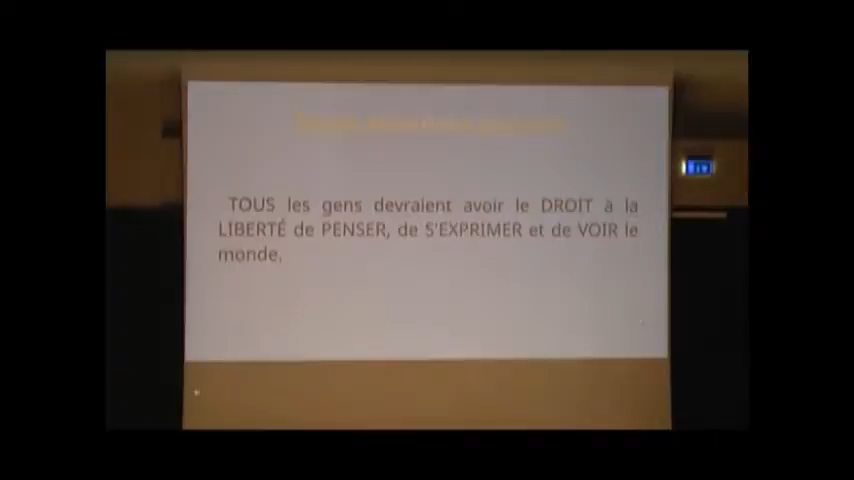 TOUS les gens devraient avoir le DROIT à la
LIBERTÉ de PENSER, de S'EXPRIMER et de VOIR le
monde.